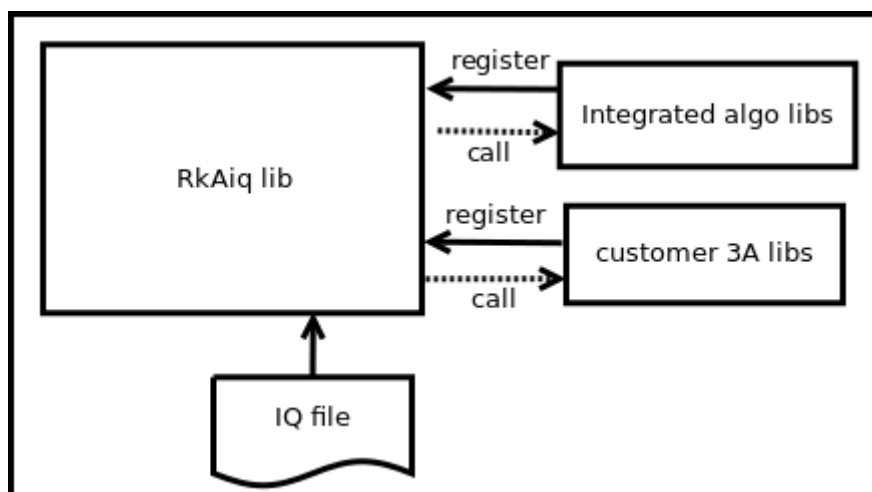 register
Integrated algo libs
call
RkAiq lib
register
customer 3A libs
call
IQ file